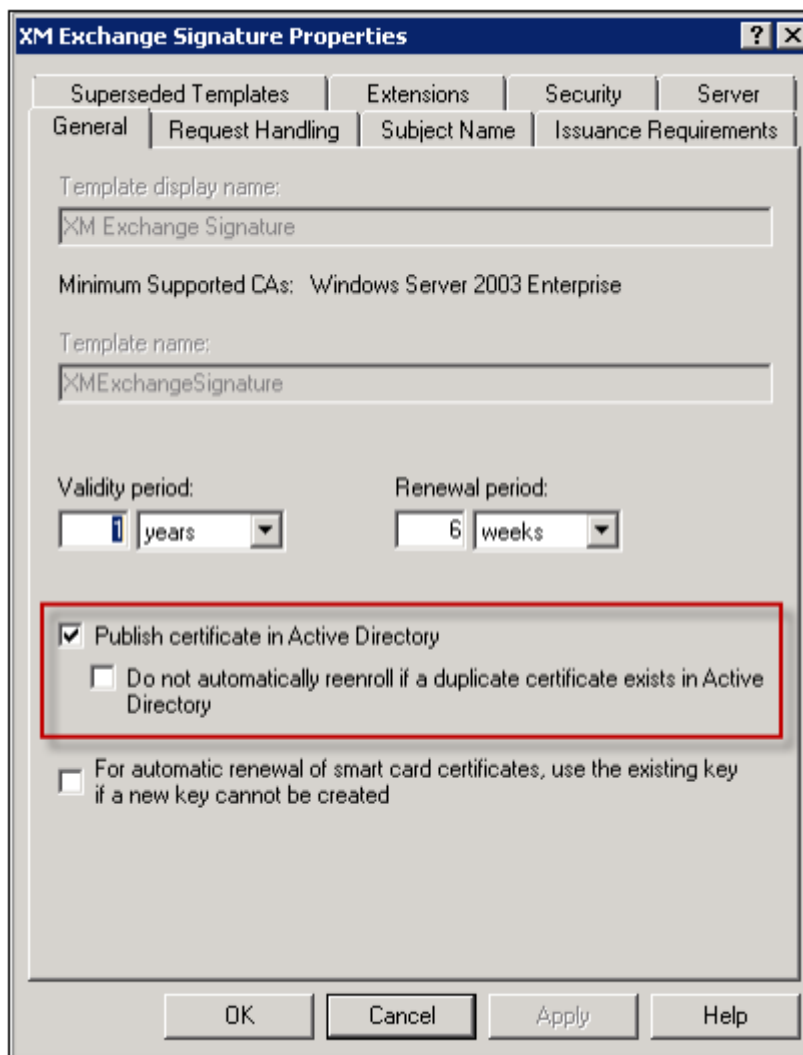 XM Exchange Signature Properties
Superseded Templates Extensions Security Server
General Request Handling Subject Name Issuance Requirements
Template display name:
XM Exchange Signature
Minimum Supported CAs: Windows Server 2003 Enterprise
Template name:
XMExchangeSignature
Validity period: Renewal period:
1 years 6 weeks
Publish certificate in Active Directory
Do not automatically reenroll if a duplicate certificate exists in Active
Directory
For automatic renewal of smart card certificates, use the existing key
if a new key cannot be created
OK Cancel Apply Help